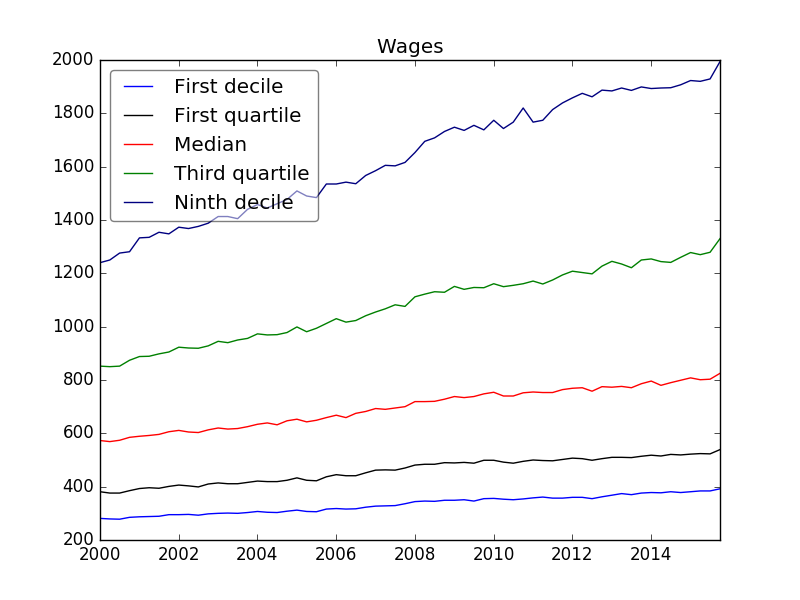 Wages
2000
1800
1600
1400
1200
1000
800
600
400
200
First decile
First quartile
Median
Third quartile
Ninth decile
2000 2002 2004 2006 2008 2010 2012 2014